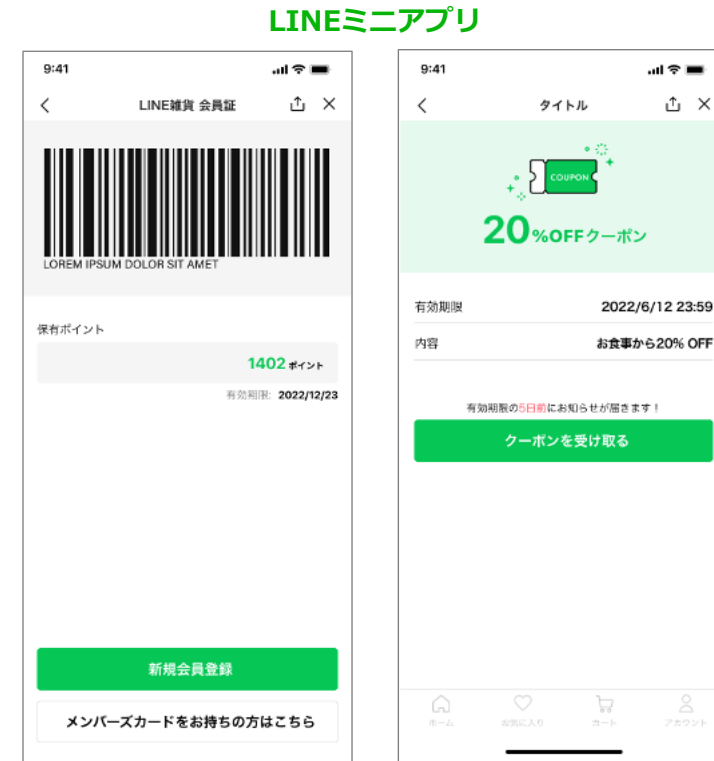 LINEミニアプリ
9:41
LINE雑貨 会員証
LOREM IPSUM DOLOR SIT AMET
保有ポイント
1402 ポイント
有効期限: 2022/12/23
新規会員登録
メンバーズカードをお持ちの方はこちら
9:41
タイトル
COUPON
20%OFFクーポン
有効期限 2022/6/12 23:59
内容 お食事から20% OFF
有効期限の5日前にお知らせが届きます！
クーポンを受け取る
ホーム お気に入り カート アカウント